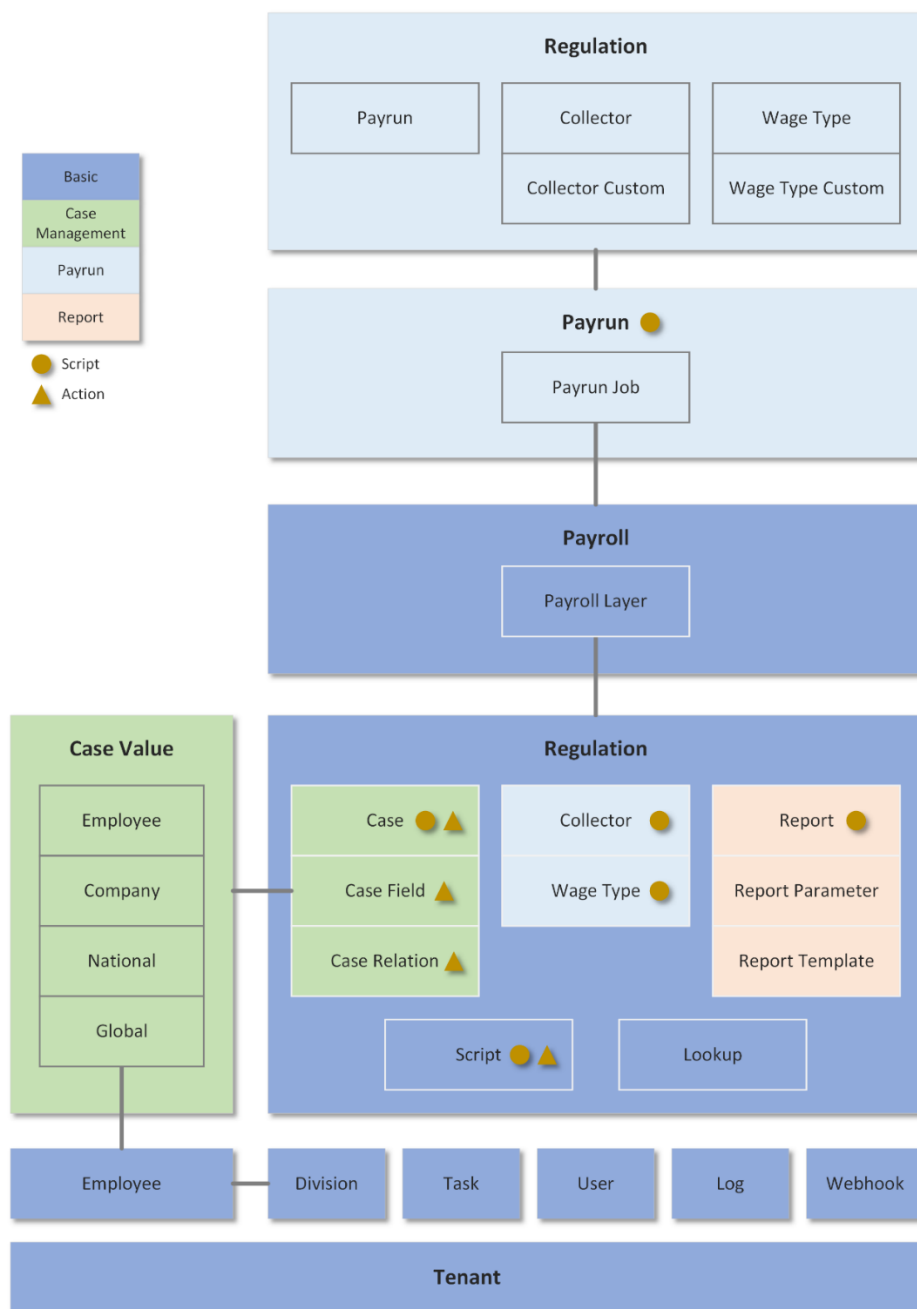 Regulation
Payrun
Collector
Wage Type
Collector Custom
Wage Type Custom
Basic
Case
Management
Payrun
Report
Script
Action
Payrun
Payrun Job
Payroll
Payroll Layer
Case Value
Employee
Company
National
Global
Regulation
Case
Collector
Report
Case Field
Wage Type
Report Parameter
Case Relation
Report Template
Script
Lookup
Employee
Division
Task
User
Log
Webhook
Tenant